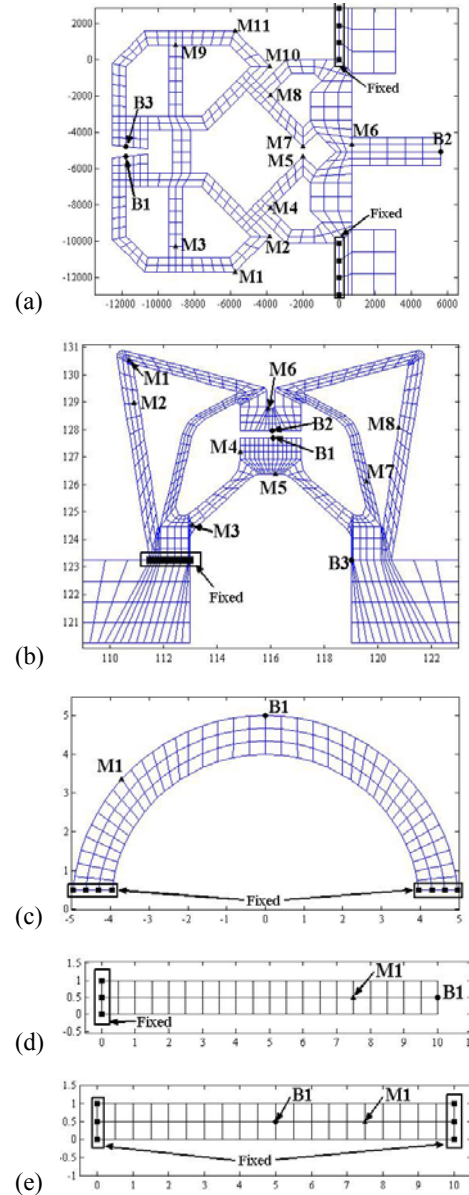 2000
0
-2000
-4000
-6000
-8000
-10000
-12000
M11
M9
M10
M8
Fixed
B3
M7
M6
B2
M5
B1
Fixed
M4
M3
M2
M1
-12000 -10000 -8000 -6000 -4000 -2000 0 2000 4000 6000
(a)
131
130
129
128
127
126
125
124
123
122
121
M1
M6
M2
B2
M8
M4
B1
M5
M7
M3
B3
Fixed
110 112 114 116 118 120 122
(b)
B1
5
4
3
2
1
0
M1
Fixed
-5 -4 -3 -2 -1 0 1 2 3 4 5
(c)
1.5
1
0.5
0
-0.5
M1
B1
Fixed
0 1 2 3 4 5 6 7 8 9 10
(d)
1.5
1
0.5
0
-0.5
-1
B1
M1
Fixed
0 1 2 3 4 5 6 7 8 9 10
(e)